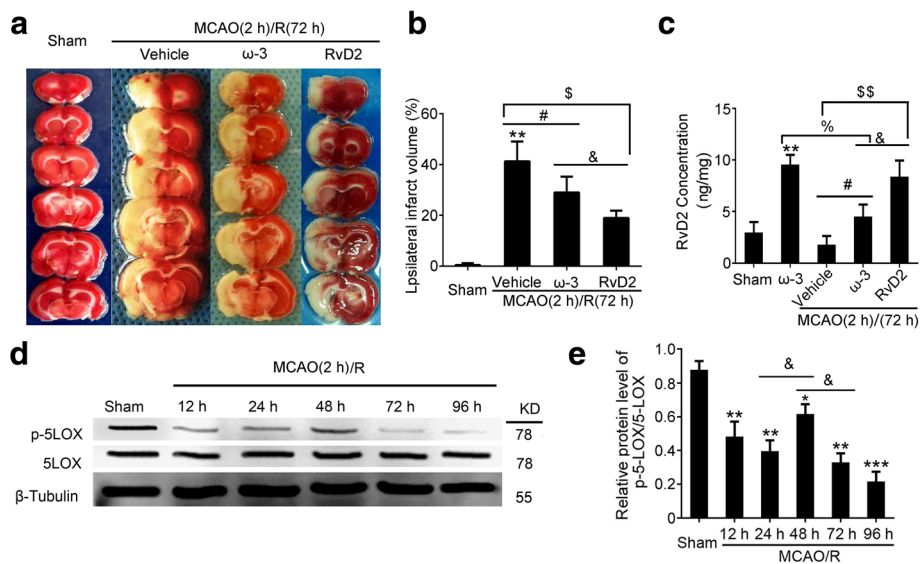 a
Sham
MCAO(2 h)/R(72 h)
Vehicle
ω-3
RvD2
b
Lpsilateral infarct volume (%)
80
60
40
20
0
$
#
**
&
Sham
Vehicle
ω-3
RvD2
MCAO(2 h)/R(72 h)
c
RvD2 Concentration
(ng/mg)
15
10
5
0
$$
%
&
**
#
Sham
ω-3
Vehicle
ω-3
RvD2
MCAO(2 h)/(72 h)
d
MCAO(2 h)/R
Sham
12 h
24 h
48 h
72 h
96 h
KD
p-5LOX
78
5LOX
78
β-Tubulin
55
e
Relative protein level of
p-5-LOX/5-LOX
1.0
0.8
0.6
0.4
0.2
0
&
&
**
**
*
**
***
Sham
12 h
24 h
48 h
72 h
96 h
MCAO/R